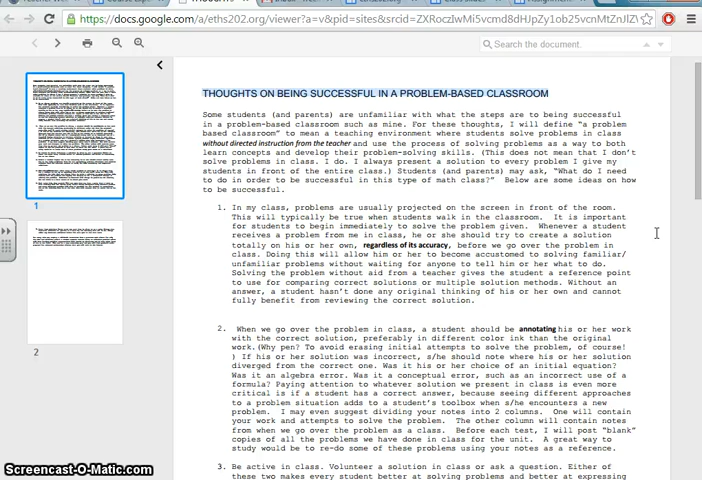 https://docs.google.com/a/eths202.org/viewer?a=v&pid=sites&srcid=
Search the document.
THOUGHTS ON BEING SUCCESSFUL IN A PROBLEM-BASED CLASSROOM
Some students (and parents) are unfamiliar with what the steps are to being successful
in a problem-based classroom such as mine. For these thoughts, I will define "a problem
based classroom" to mean a teaching environment where students solve problems in class
without directed instruction from the teacher and use the process of solving problems as a way to both
learn concepts and develop their problem-solving skills. (This does not mean that I don't
solve problems in class. I do. I always present a solution to every problem I give my
students in front of the entire class.) Students (and parents) may ask, "What do I need
to do in order to be successful in this type of math class?" Below are some ideas on how
to be successful.
1. In my class, problems are usually projected on the screen in front of the room.
This will typically be true when students walk in the classroom. It is important
for students to begin immediately to solve the problem given. Whenever a student
receives a problem from me in class, he or she should try to create a solution
totally on his or her own, regardless of its accuracy, before we go over the problem in
class. Doing this will allow him or her to become accustomed to solving familiar/
unfamiliar problems without waiting for anyone to tell him or her what to do.
Solving the problem without aid from a teacher gives the student a reference point
to use for comparing correct solutions or multiple solution methods. Without an
answer, a student hasn't done any original thinking of his or her own and cannot
fully benefit from reviewing the correct solution.
2. When we go over the problem in class, a student should be annotating his or her work
with the correct solution, preferably in different color ink than the original
work.(Why pen? To avoid erasing initial attempts to solve the problem, of course!
) If his or her solution was incorrect, s/he should note where his or her solution
diverged from the correct one. Was it his or her choice of an initial equation?
Was it an algebra error. Was it a conceptual error, such as an incorrect use of a
formula? Paying attention to whatever solution we present in class is even more
critical is if a student has a correct answer, because seeing different approaches
to a problem situation adds to a student's toolbox when s/he encounters a new
problem. I may even suggest dividing your notes into 2 columns. One will contain
your work and attempts to solve the problem. The other column will contain notes
from when we go over the problem as a class. Before each test, I will post "blank"
copies of all the problems we have done in class for the unit. A great way to
study would be to re-do some of these problems using your notes as a reference.
3. Be active in class. Volunteer a solution in class or ask a question. Either of
these two makes every student better at solving problems and better at expressing
1
2
Screencast-O-Matic.com